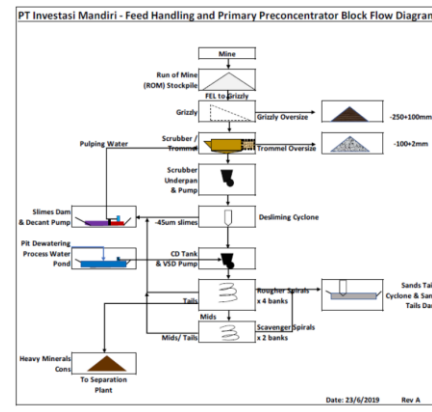 PT Investasi Mandiri - Feed Handling and Primary Preconcentrator Block Flow Diagram
Mine
Run of Mine
(ROM) Stockpile
FEL to Grizzly
Grizzly
Grizzly Oversize
-250+100mm
Scrubber /
Trommel
Pulping Water
Trommel Oversize
-100+2mm
Scrubber
Underpan
& Pump
Slimes Dam
& Decant Pump
-45um slimes
Desliming Cyclone
Pit Dewatering
Process Water
Pond
CD Tank
& VSD Pump
Rougher Spirals
x 4 banks
Tails
Sands Tai
Cyclone & San
Tails Da
Mids
Mids/ Tails
Scavenger Spirals
x 2 banks
Heavy Minerals
Cons
To Separation
Plant
Date: 23/6/2019
Rev A